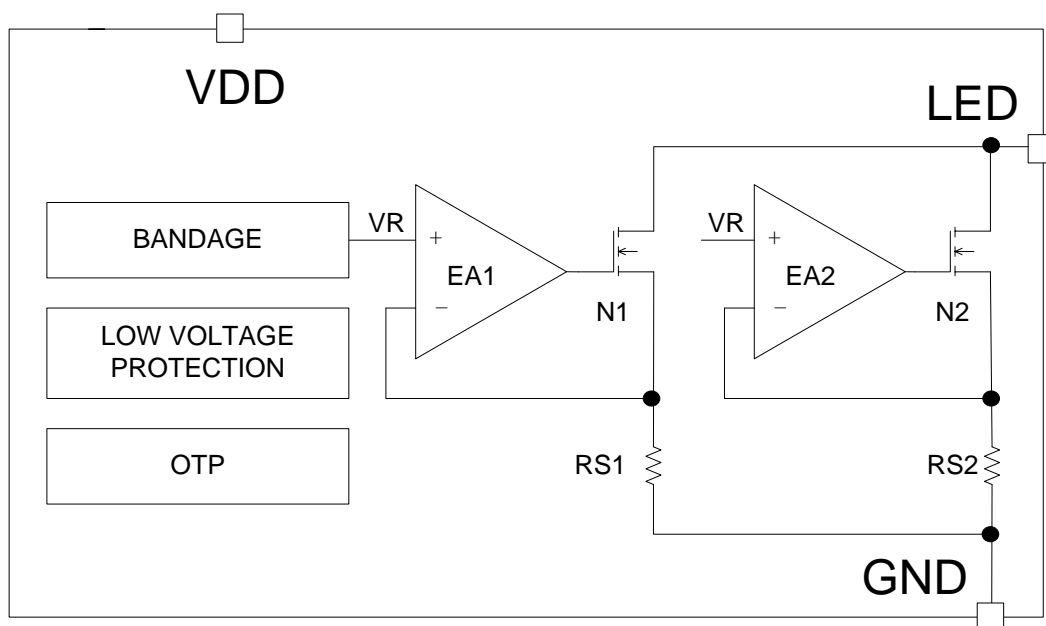 VDD
LED
BANDAGE
VR
+
EA1
−
N1
VR
+
EA2
−
N2
LOW VOLTAGE
PROTECTION
OTP
RS1
RS2
GND